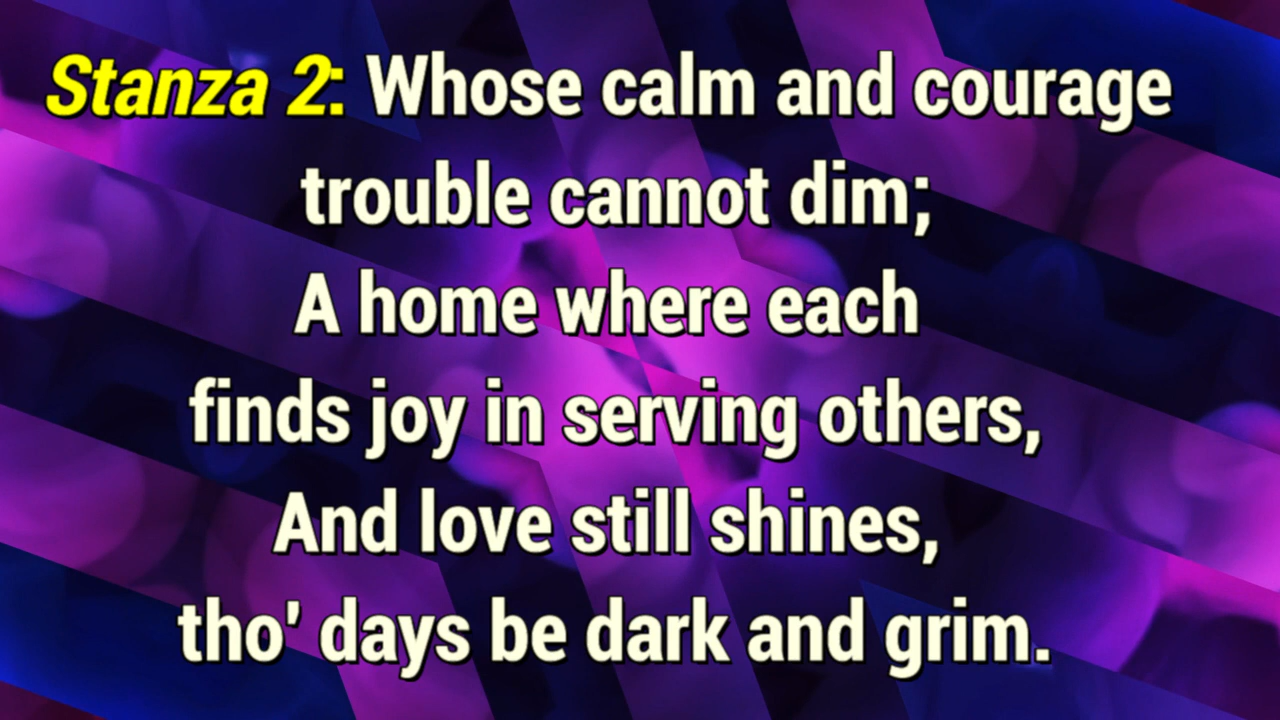 Stanza 2: Whose calm and courage
trouble cannot dim;
A home where each
finds joy in serving others,
And love still shines,
tho' days be dark and grim.